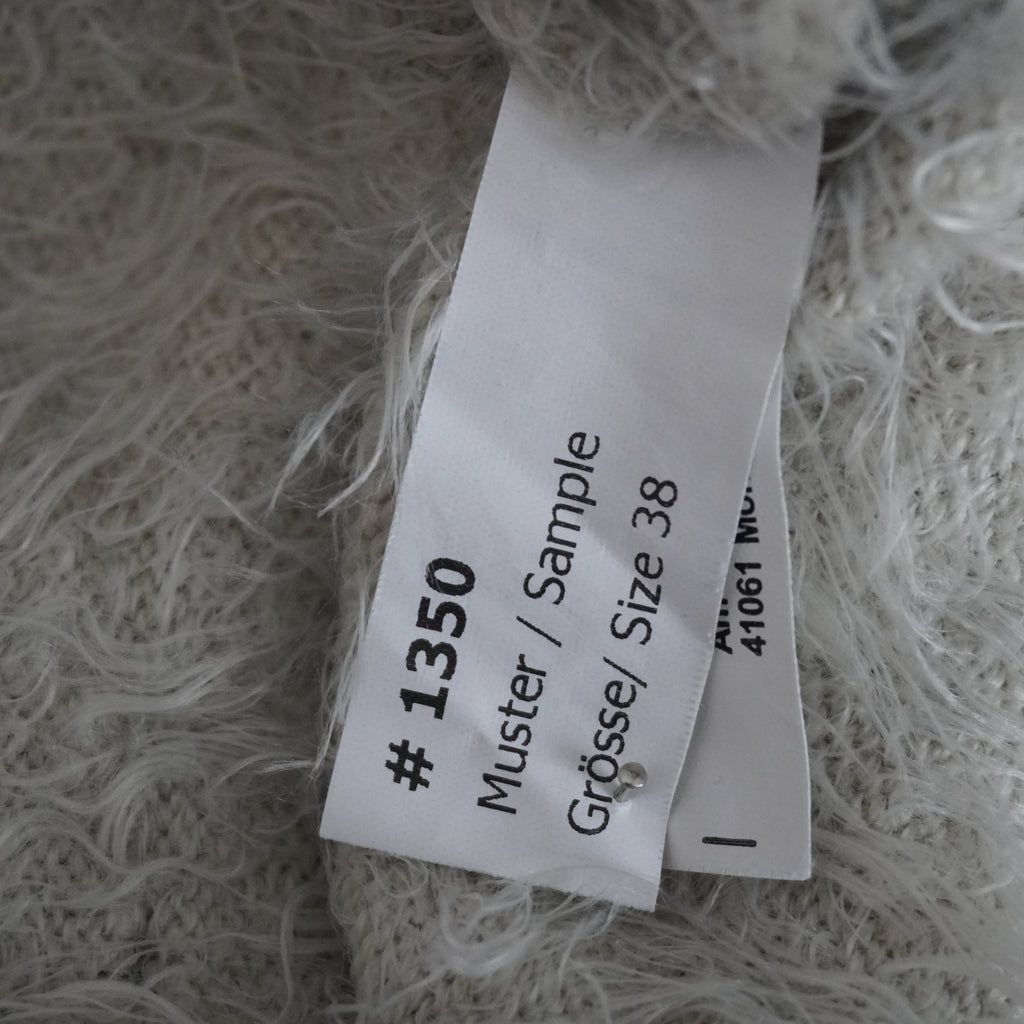 # 1350
Muster / Sample
Grösse/ Size 38
41061